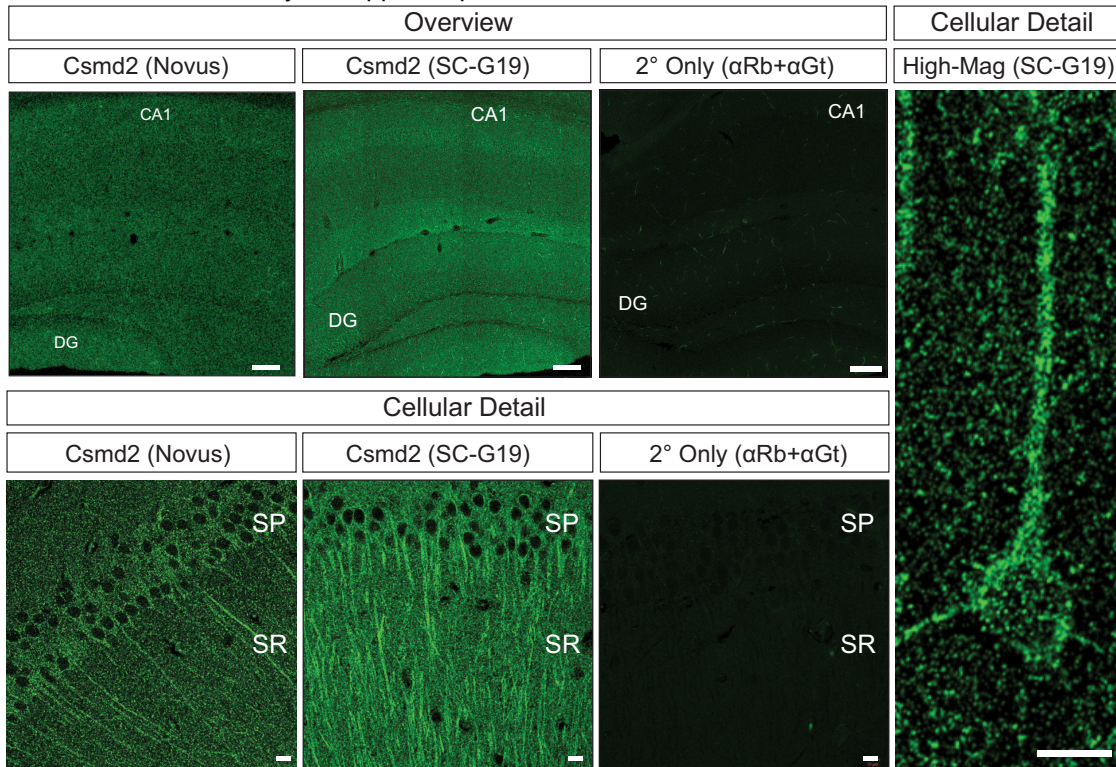 Overview
Cellular Detail
Csmd2 (Novus)
Csmd2 (SC-G19)
2° Only (αRb+αGt)
High-Mag (SC-G19)
CA1
CA1
CA1
DG
DG
DG
Cellular Detail
Csmd2 (Novus)
Csmd2 (SC-G19)
2° Only (αRb+αGt)
SP
SP
SP
SR
SR
SR